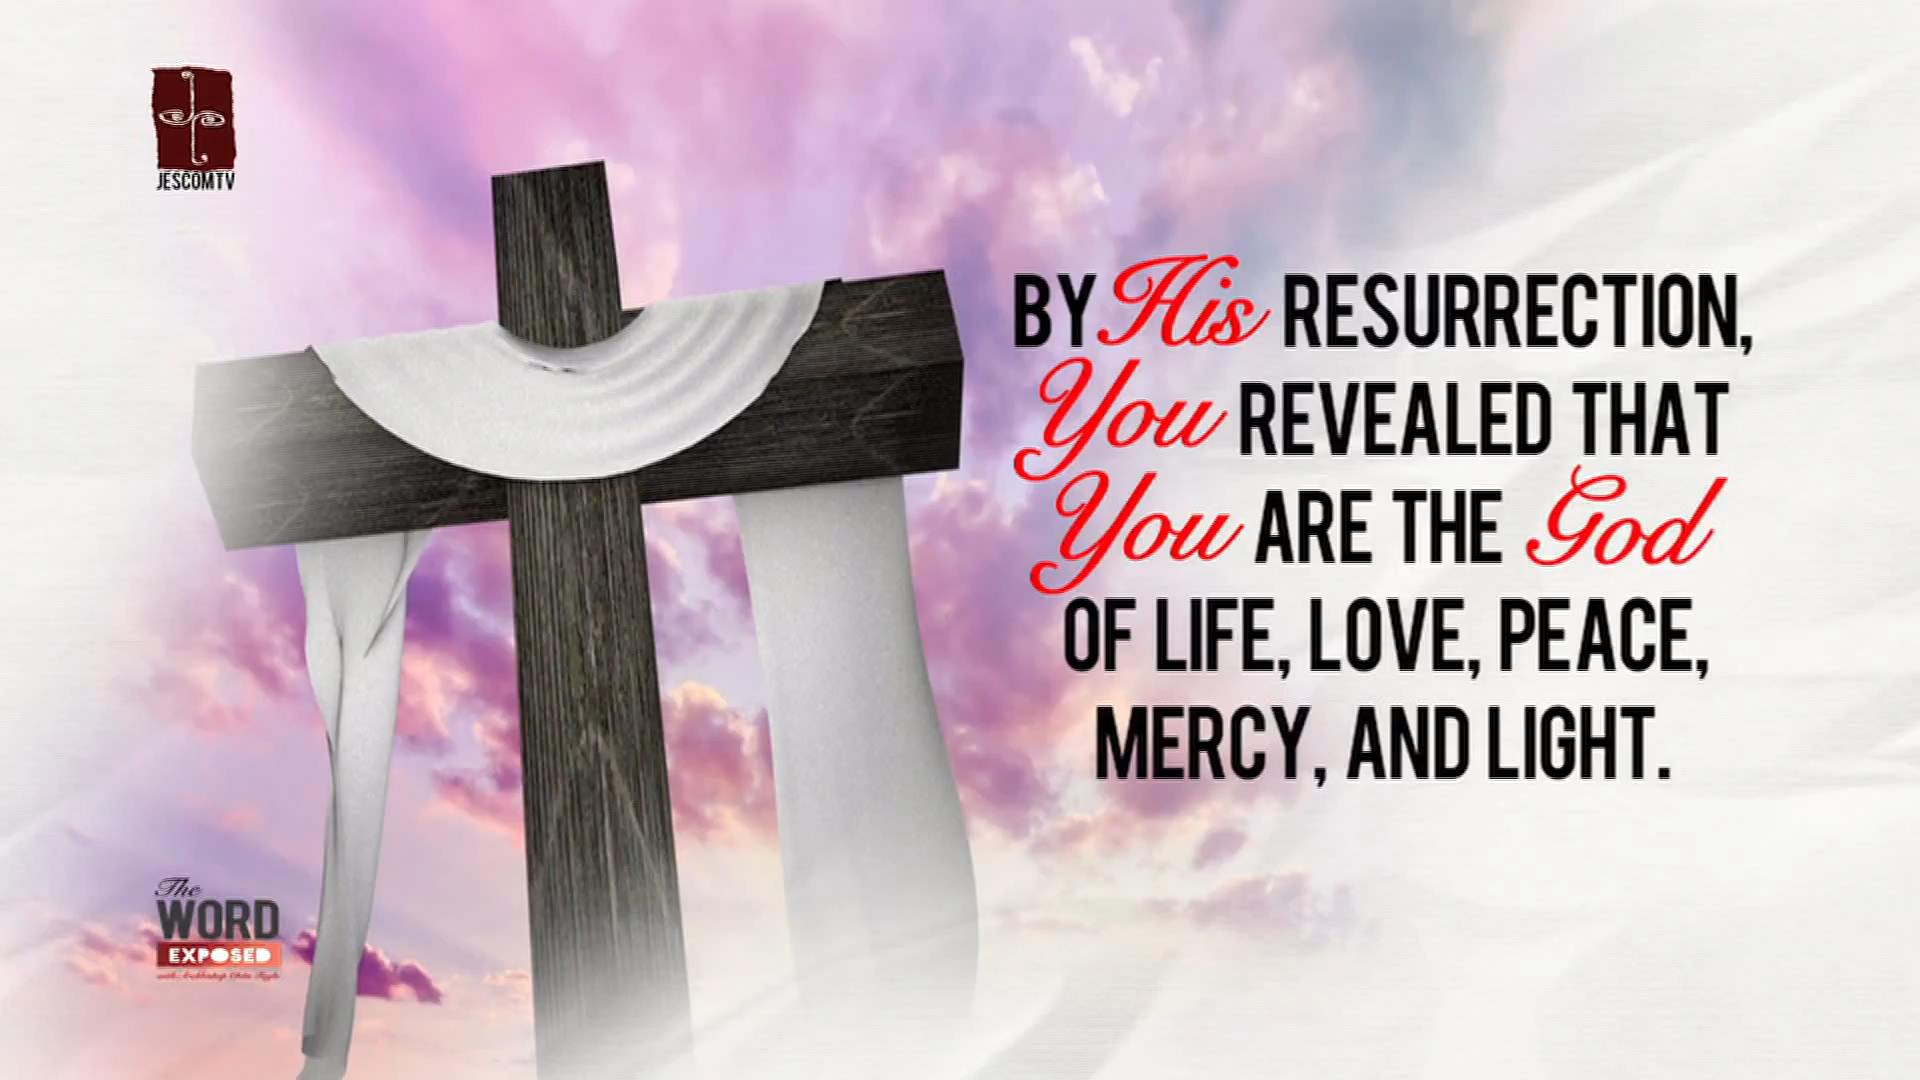 JESCOMTV
BY His RESURRECTION,
You REVEALED THAT
You ARE THE God
OF LIFE, LOVE, PEACE,
MERCY, AND LIGHT.
The
WORD
EXPOSED